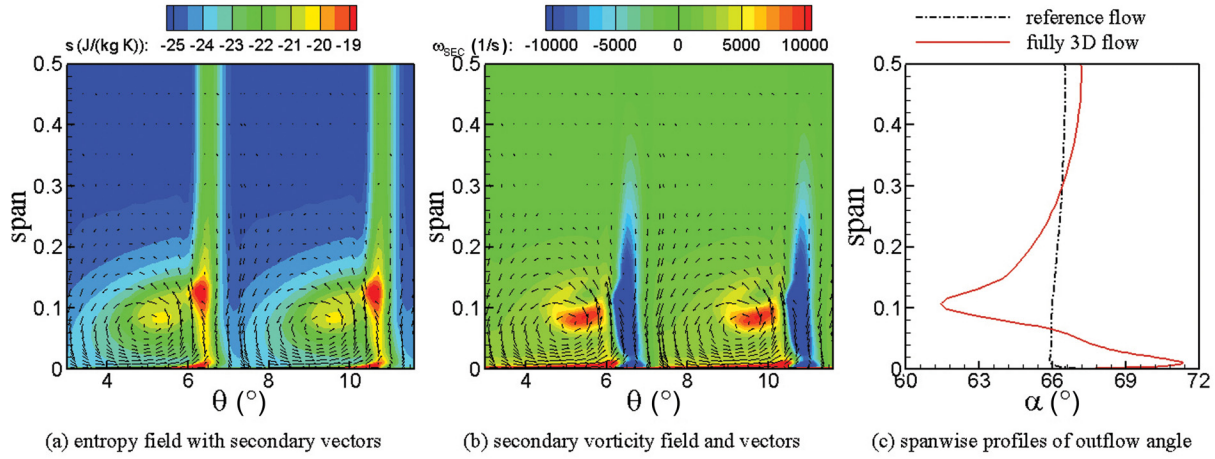 s (J/(kg K)): -25 -24 -23 -22 -21 -20 -19
ω_SEC (1/s): -10000 -5000 0 5000 10000
reference flow
fully 3D flow
0.5
0.4
0.3
0.2
0.1
0
span
4 6 8 10
θ (°)
0.5
0.4
0.3
0.2
0.1
0
span
4 6 8 10
θ (°)
0.5
0.4
0.3
0.2
0.1
0
span
60 63 66 69 72
α (°)
(a) entropy field with secondary vectors
(b) secondary vorticity field and vectors
(c) spanwise profiles of outflow angle